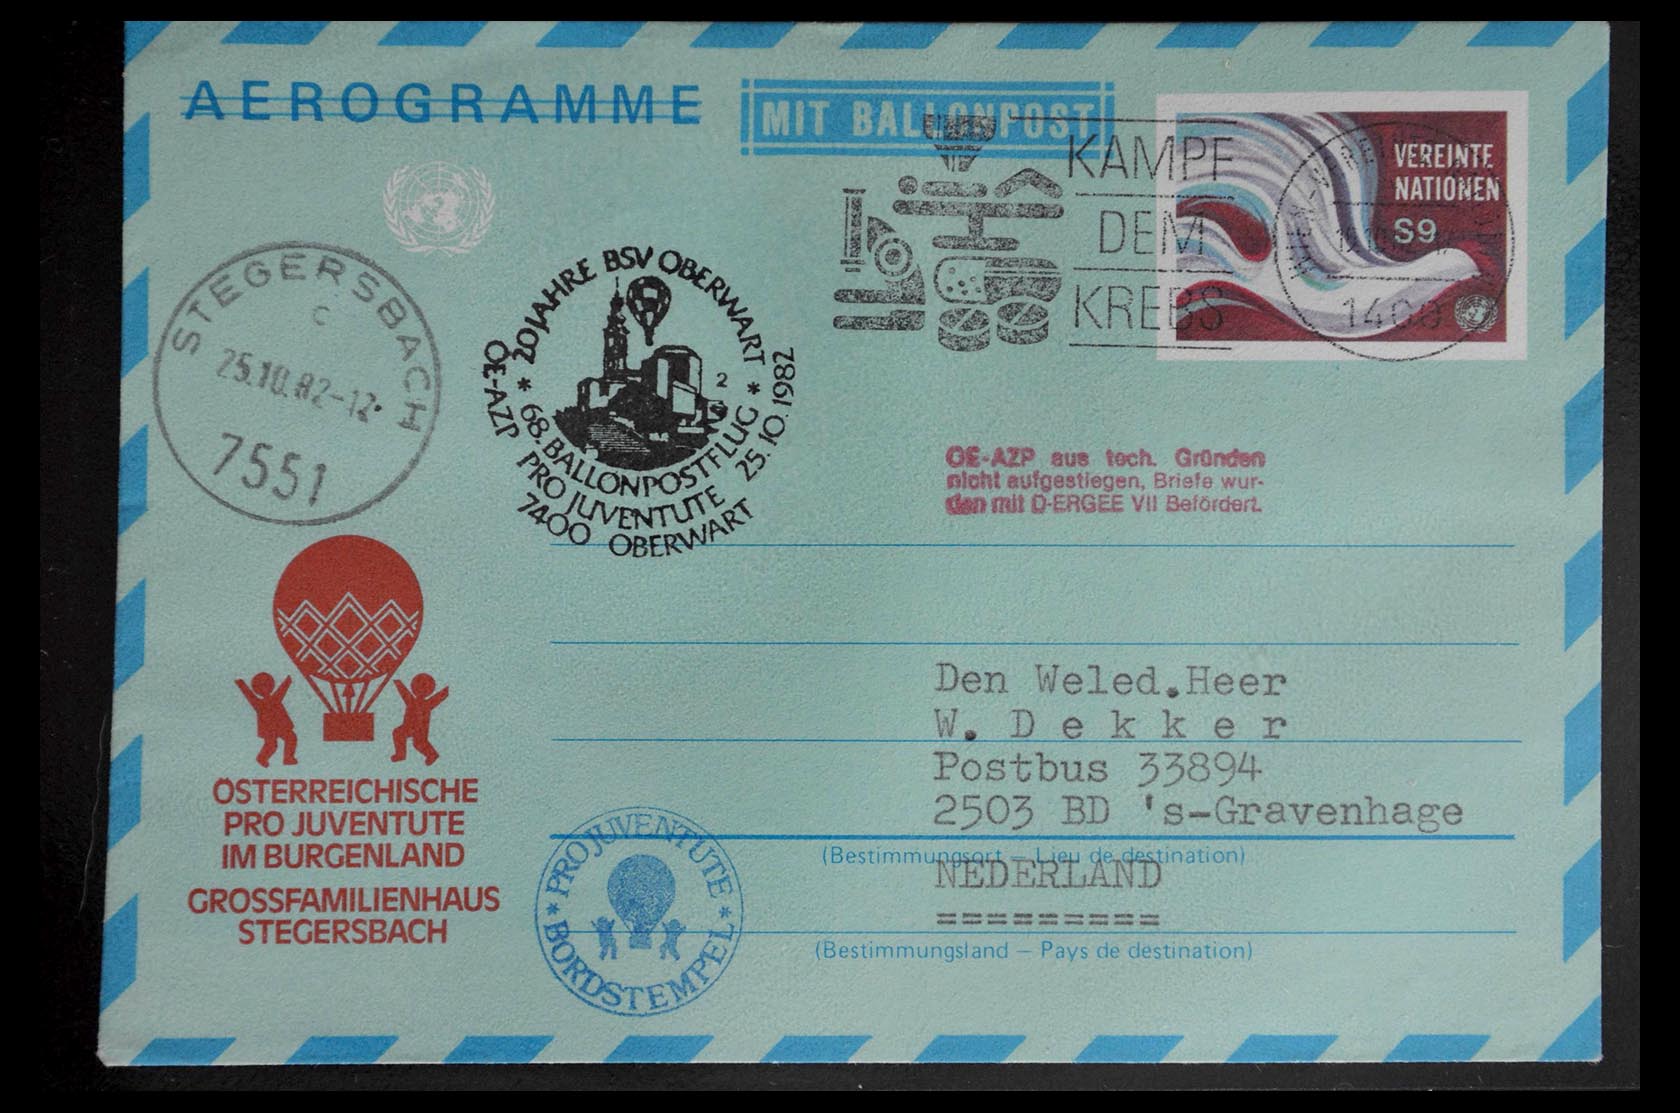 AEROGRAMME
MIT BALLONPOST
KAMPF
DEM
KREBS
VEREINTE
NATIONEN
S9
1400
STEGERSBACH
C
25.10.82-12
7551
* 20 JAHRE BSV OBERWART *
2
68. BALLONPOSTFLUG
PRO JUVENTUTE
OE-AZP
25.10.1982
7400 OBERWART
OE-AZP aus tech. Gründen
nicht aufgestiegen, Briefe wur-
den mit D-ERGEE VII Befördert.
Den Weled.Heer
W. Dekker
Postbus 33894
2503 BD 's-Gravenhage
(Bestimmungsort — Lieu de destination)
NEDERLAND
=========
(Bestimmungsland — Pays de destination)
ÖSTERREICHISCHE
PRO JUVENTUTE
IM BURGENLAND
GROSSFAMILIENHAUS
STEGERSBACH
* PRO JUVENTUTE *
BORDSTEMPEL